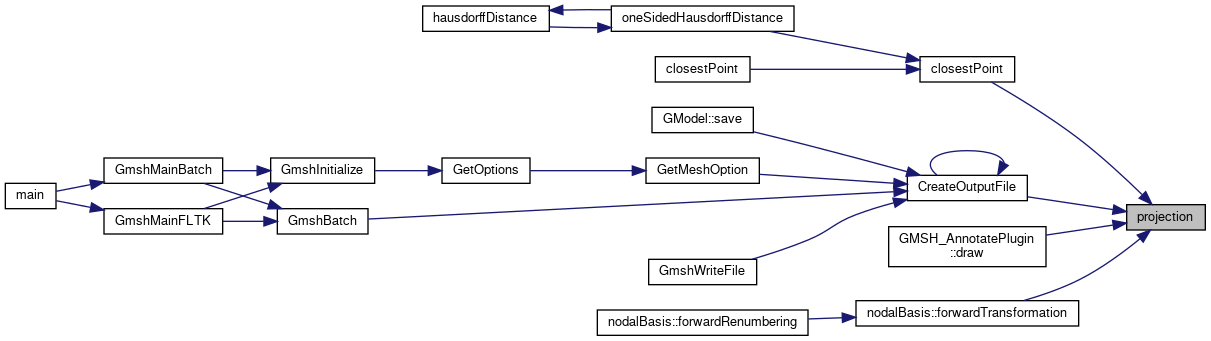 hausdorffDistance
oneSidedHausdorffDistance
closestPoint
closestPoint
GModel::save
GmshMainBatch
GmshInitialize
GetOptions
GetMeshOption
CreateOutputFile
main
GmshMainFLTK
GmshBatch
projection
GMSH_AnnotatePlugin
::draw
GmshWriteFile
nodalBasis::forwardRenumbering
nodalBasis::forwardTransformation